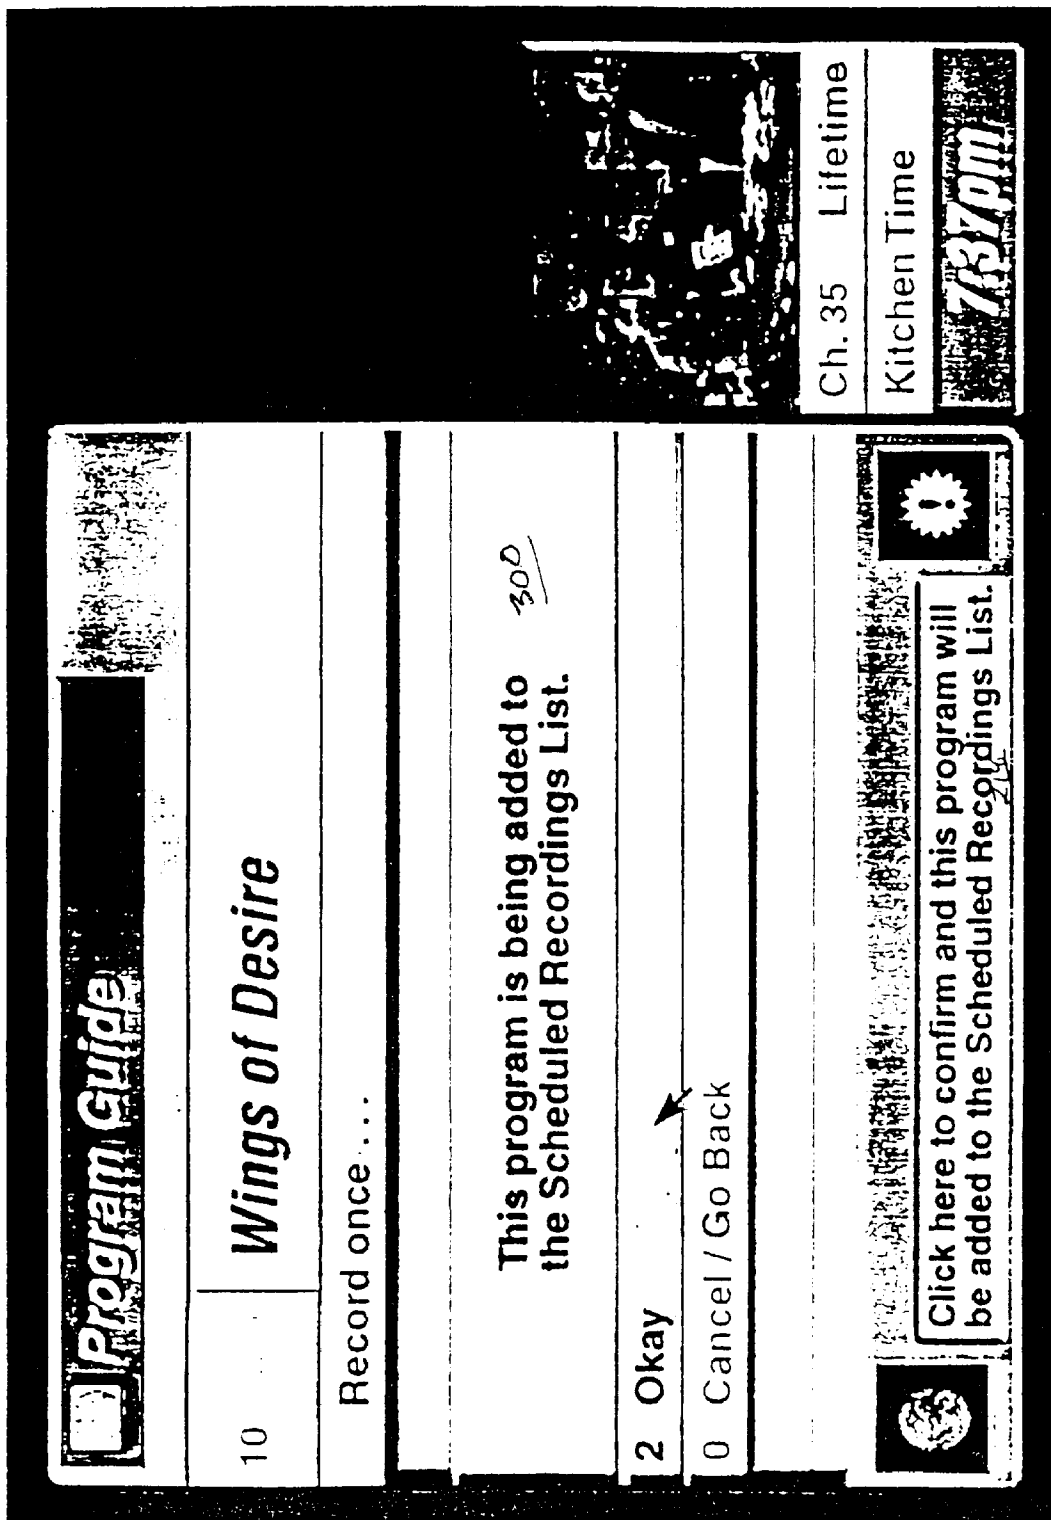 Program Guide
10 Wings of Desire
Record once...
This program is being added to
the Scheduled Recordings List.
300
2 Okay
0 Cancel / Go Back
Click here to confirm and this program will
be added to the Scheduled Recordings List.
Ch. 35 Lifetime
Kitchen Time
7:37pm